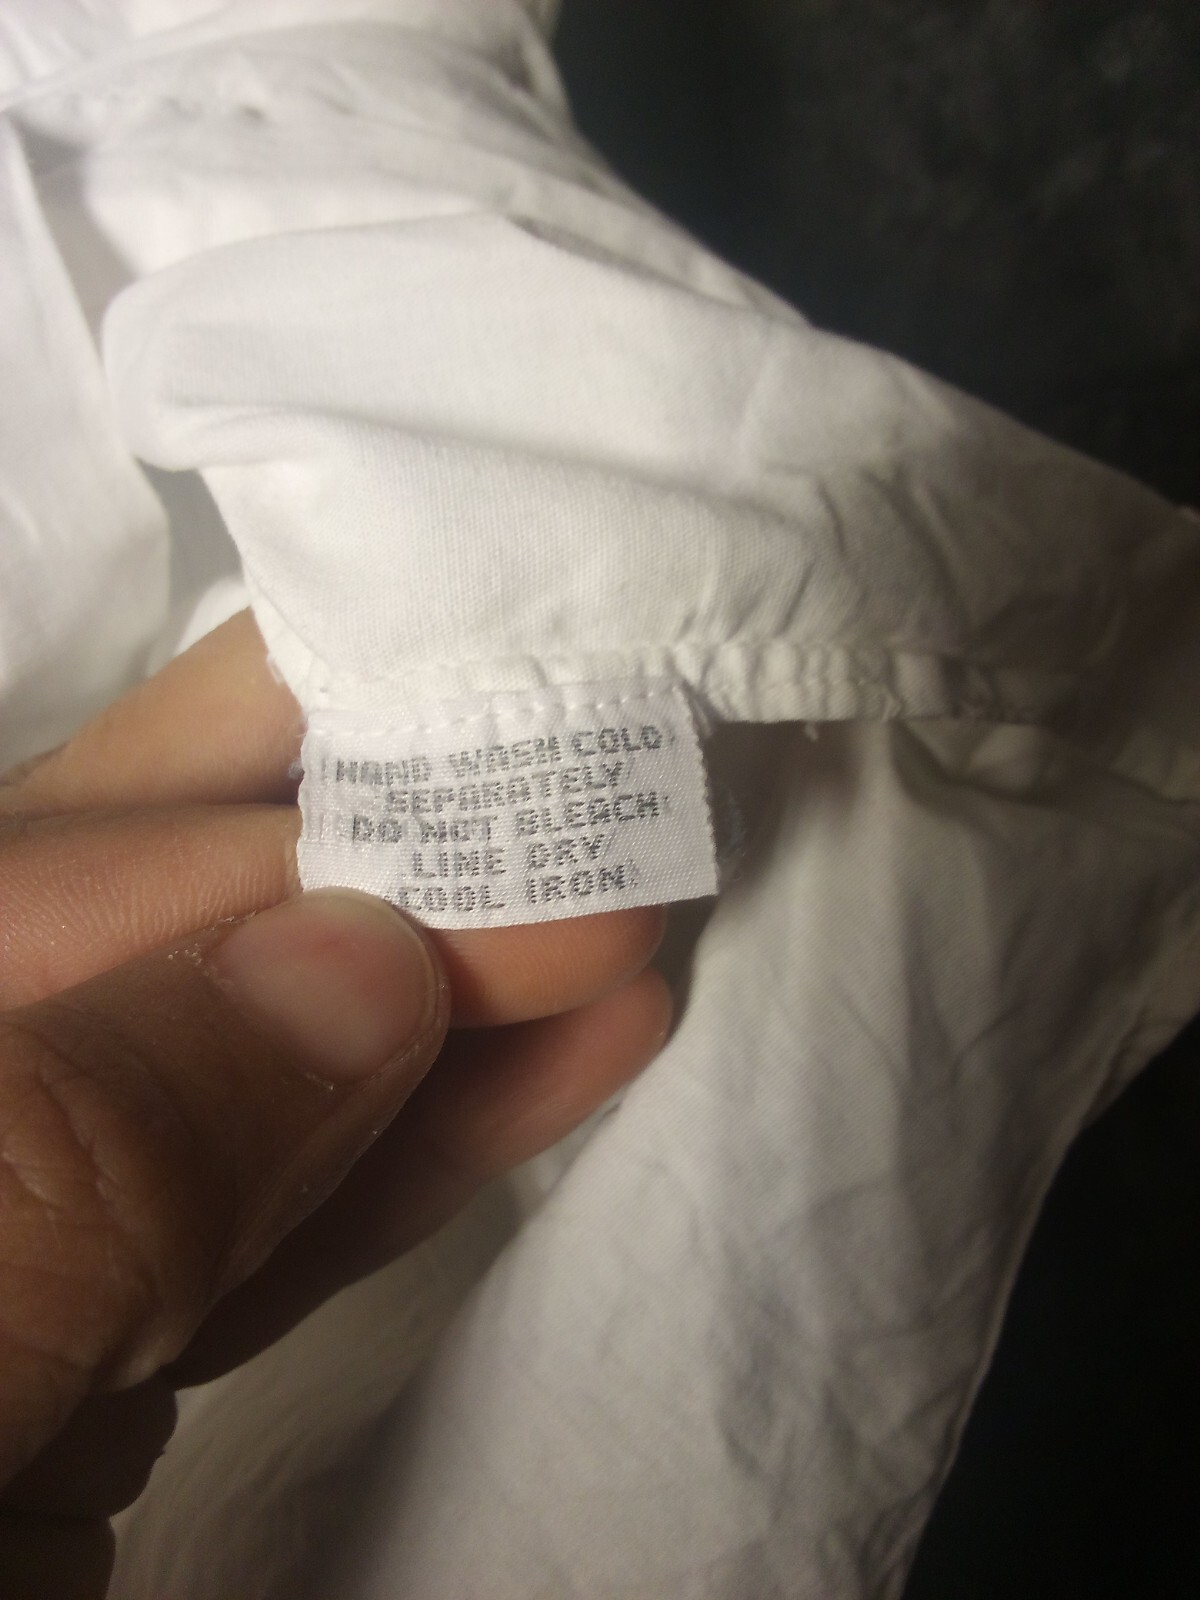 HAND WASH COLD
SEPARATELY
DO NOT BLEACH
LINE DRY
COOL IRON